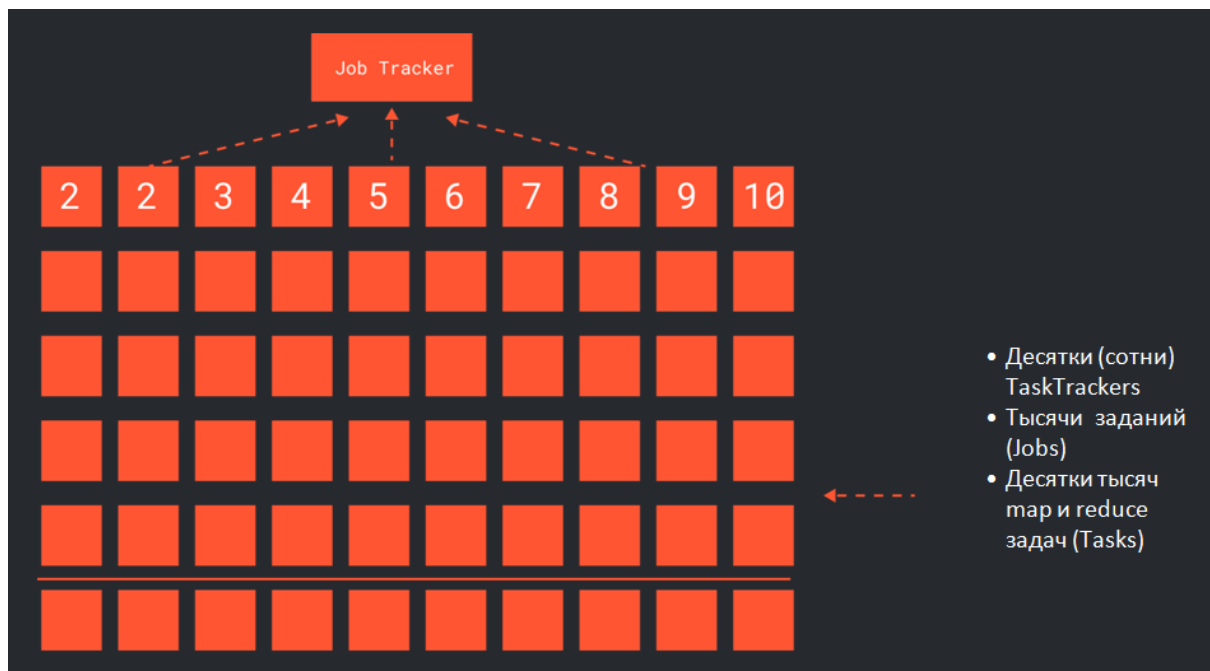 Job Tracker
2 2 3 4 5 6 7 8 9 10
• Десятки (сотни)
TaskTrackers
• Тысячи заданий
(Jobs)
• Десятки тысяч
map и reduce
задач (Tasks)